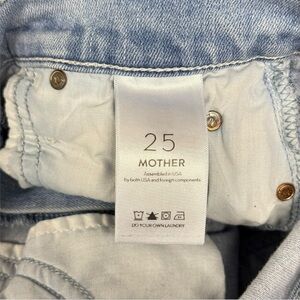 25
MOTHER
Assembled in USA
by both USA and foreign components
DO YOUR OWN LAUNDRY